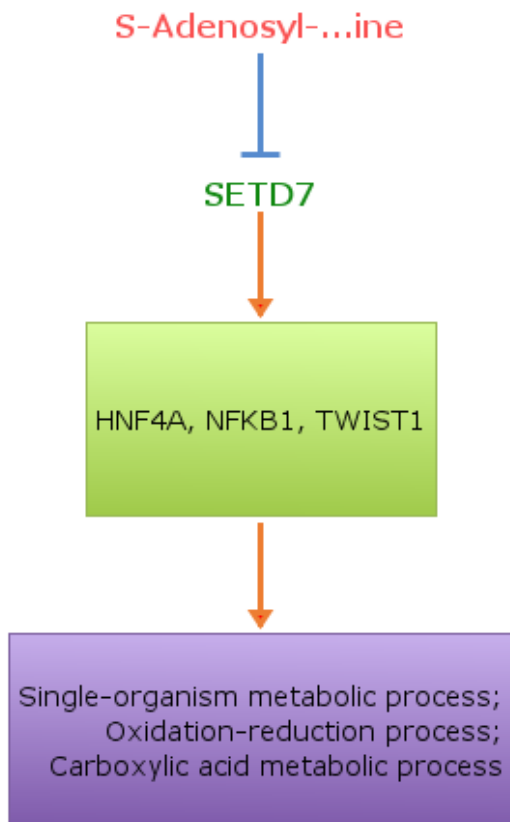 S-Adenosyl-...ine
SETD7
HNF4A, NFKB1, TWIST1
Single-organism metabolic process;
Oxidation-reduction process;
Carboxylic acid metabolic process